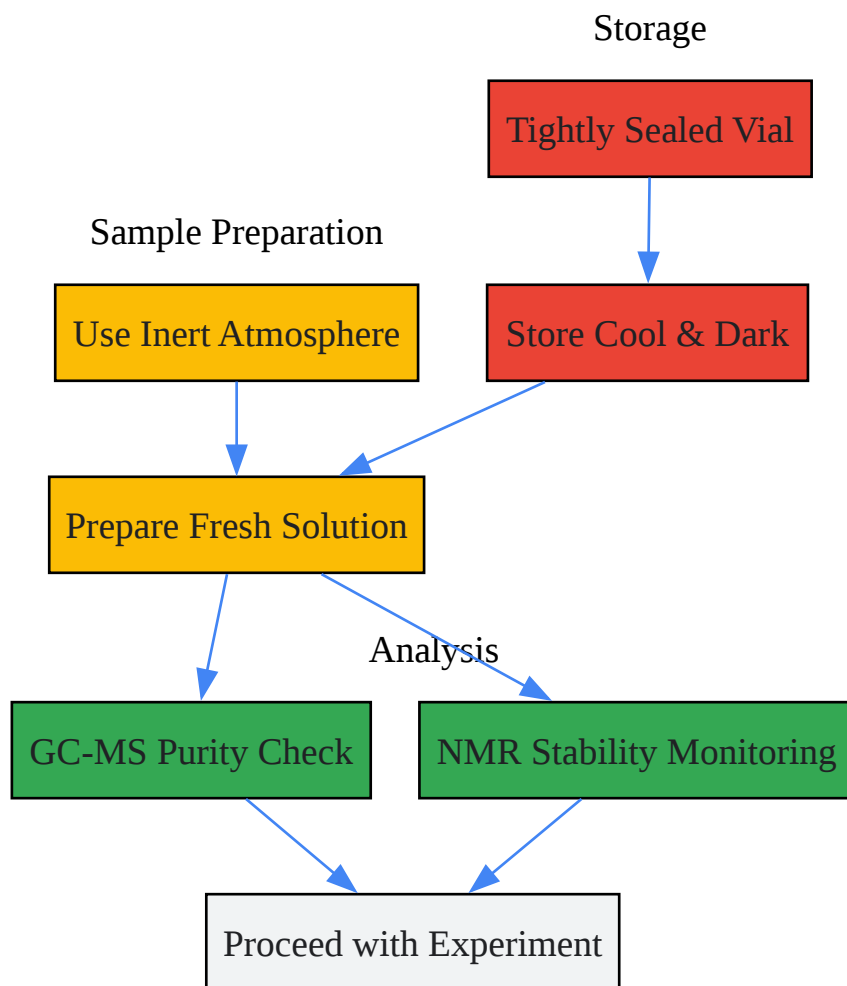 Storage
Tightly Sealed Vial
Sample Preparation
Use Inert Atmosphere
Store Cool & Dark
Prepare Fresh Solution
Analysis
GC-MS Purity Check
NMR Stability Monitoring
Proceed with Experiment